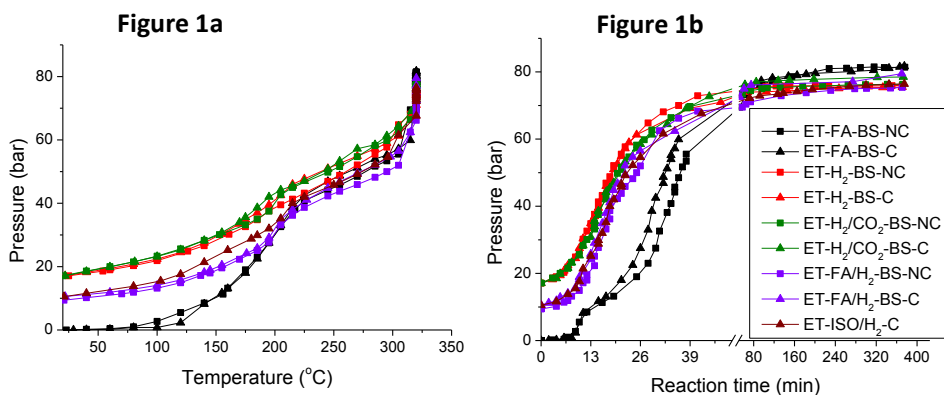 Figure 1a
Figure 1b
Pressure (bar)
80
60
40
20
0
50
100
150
200
250
300
350
Temperature (°C)
Pressure (bar)
80
60
40
20
0
0
13
26
39
80
160
240
320
400
Reaction time (min)
ET-FA-BS-NC
ET-FA-BS-C
ET-H₂-BS-NC
ET-H₂-BS-C
ET-H₂/CO₂-BS-NC
ET-H₂/CO₂-BS-C
ET-FA/H₂-BS-NC
ET-FA/H₂-BS-C
ET-ISO/H₂-C